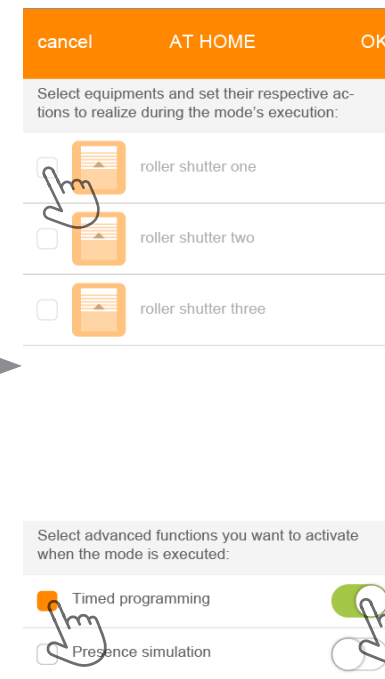 cancel AT HOME OK
Select equipments and set their respective ac-
tions to realize during the mode's execution:
roller shutter one
roller shutter two
roller shutter three
Select advanced functions you want to activate
when the mode is executed:
Timed programming
Presence simulation